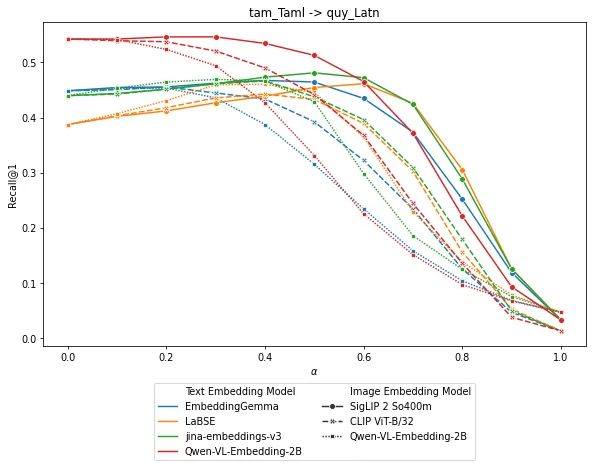 tam_Taml -> quy_Latn
Recall@1
0.5
0.4
0.3
0.2
0.1
0.0
0.0 0.2 0.4 0.6 0.8 1.0
α
Text Embedding Model
EmbeddingGemma
LaBSE
jina-embeddings-v3
Qwen-VL-Embedding-2B
Image Embedding Model
SigLIP 2 So400m
CLIP ViT-B/32
Qwen-VL-Embedding-2B